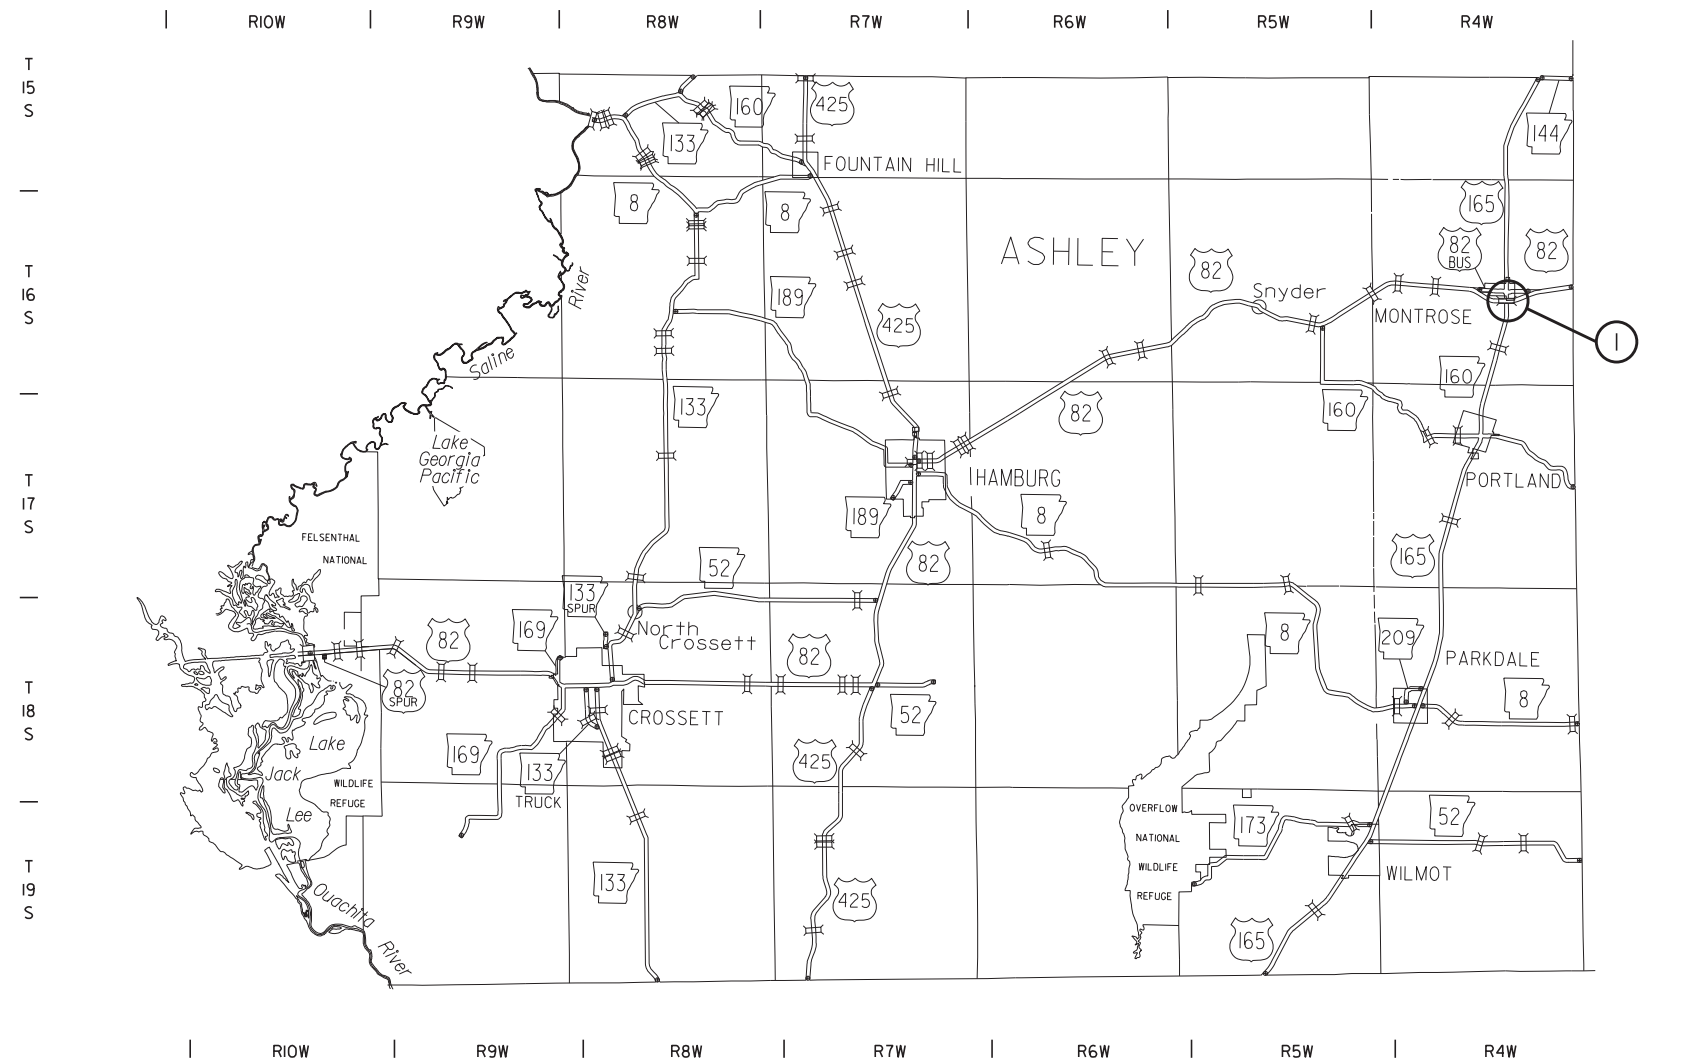 R10W R9W R8W R7W R6W R5W R4W
T
15
S
160
425
133
144
FOUNTAIN HILL
8
8
165
ASHLEY
82
82
BUS
82
T
16
S
River
189
Snyder
425
MONTROSE
1
Saline
160
133
82
160
Lake
Georgia
Pacific
HAMBURG
PORTLAND
T
17
S
189
8
FELSENTHAL
NATIONAL
82
165
52
133
SPUR
169
82
North
Crossett
82
8
209
PARKDALE
T
18
S
82
SPUR
CROSSETT
52
8
Lake
169
425
Jack
133
TRUCK
WILDLIFE
REFUGE
Lee
OVERFLOW
NATIONAL
WILDLIFE
REFUGE
173
52
WILMOT
T
19
S
133
425
Ouachita
River
165
R10W R9W R8W R7W R6W R5W R4W